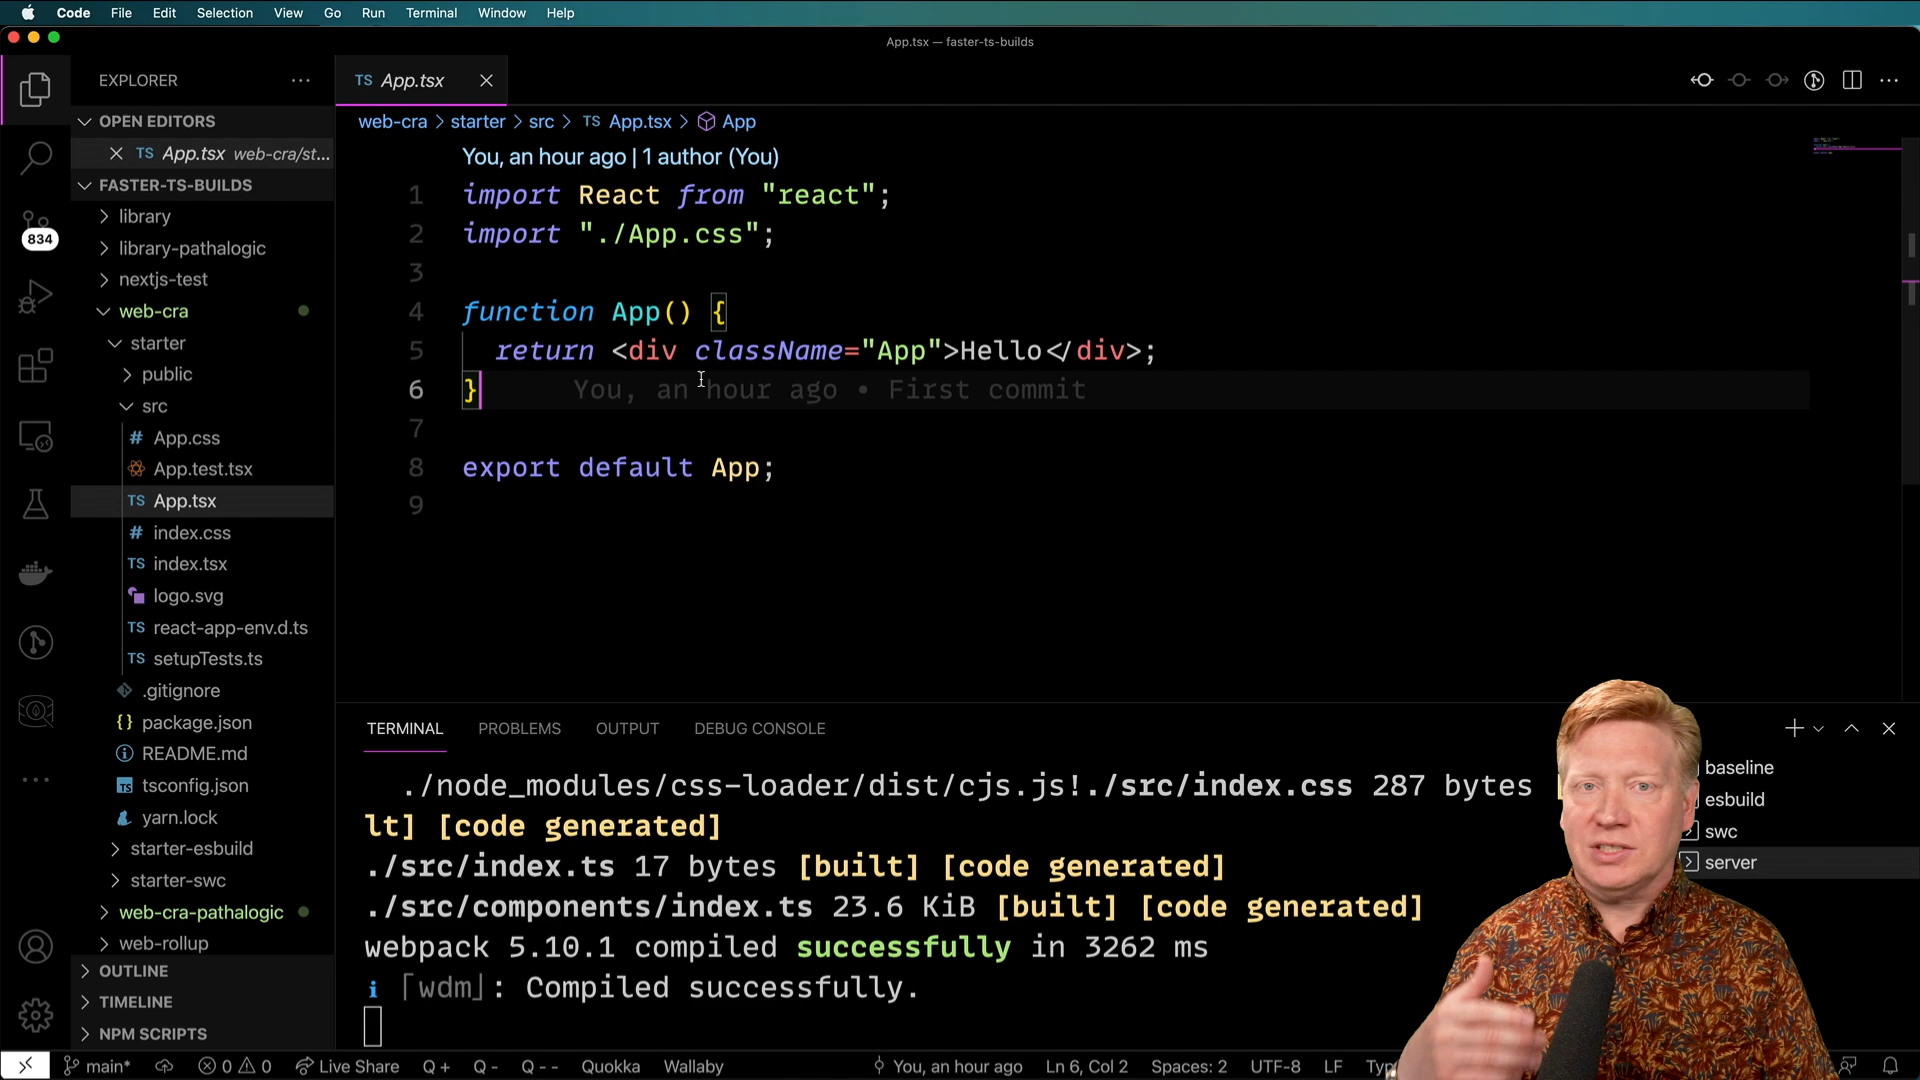 Code File Edit Selection View Go Run Terminal Window Help
App.tsx — faster-ts-builds
EXPLORER
TS App.tsx
OPEN EDITORS
TS App.tsx web-cra/st...
FASTER-TS-BUILDS
library
library-pathalogic
nextjs-test
web-cra
starter
public
src
# App.css
App.test.tsx
TS App.tsx
# index.css
TS index.tsx
logo.svg
TS react-app-env.d.ts
TS setupTests.ts
.gitignore
{} package.json
README.md
tsconfig.json
yarn.lock
starter-esbuild
starter-swc
web-cra-pathalogic
web-rollup
OUTLINE
TIMELINE
NPM SCRIPTS
834
web-cra > starter > src > TS App.tsx > App
You, an hour ago | 1 author (You)
1 import React from "react";
2 import "./App.css";
3
4 function App() {
5 return <div className="App">Hello</div>;
6 } You, an hour ago • First commit
7
8 export default App;
9
TERMINAL PROBLEMS OUTPUT DEBUG CONSOLE
./node_modules/css-loader/dist/cjs.js!./src/index.css 287 bytes
lt] [code generated]
./src/index.ts 17 bytes [built] [code generated]
./src/components/index.ts 23.6 KiB [built] [code generated]
webpack 5.10.1 compiled successfully in 3262 ms
i ｢wdm｣: Compiled successfully.
baseline
esbuild
swc
server
main* 0 0 Live Share Q + Q - Q -- Quokka Wallaby You, an hour ago Ln 6, Col 2 Spaces: 2 UTF-8 LF